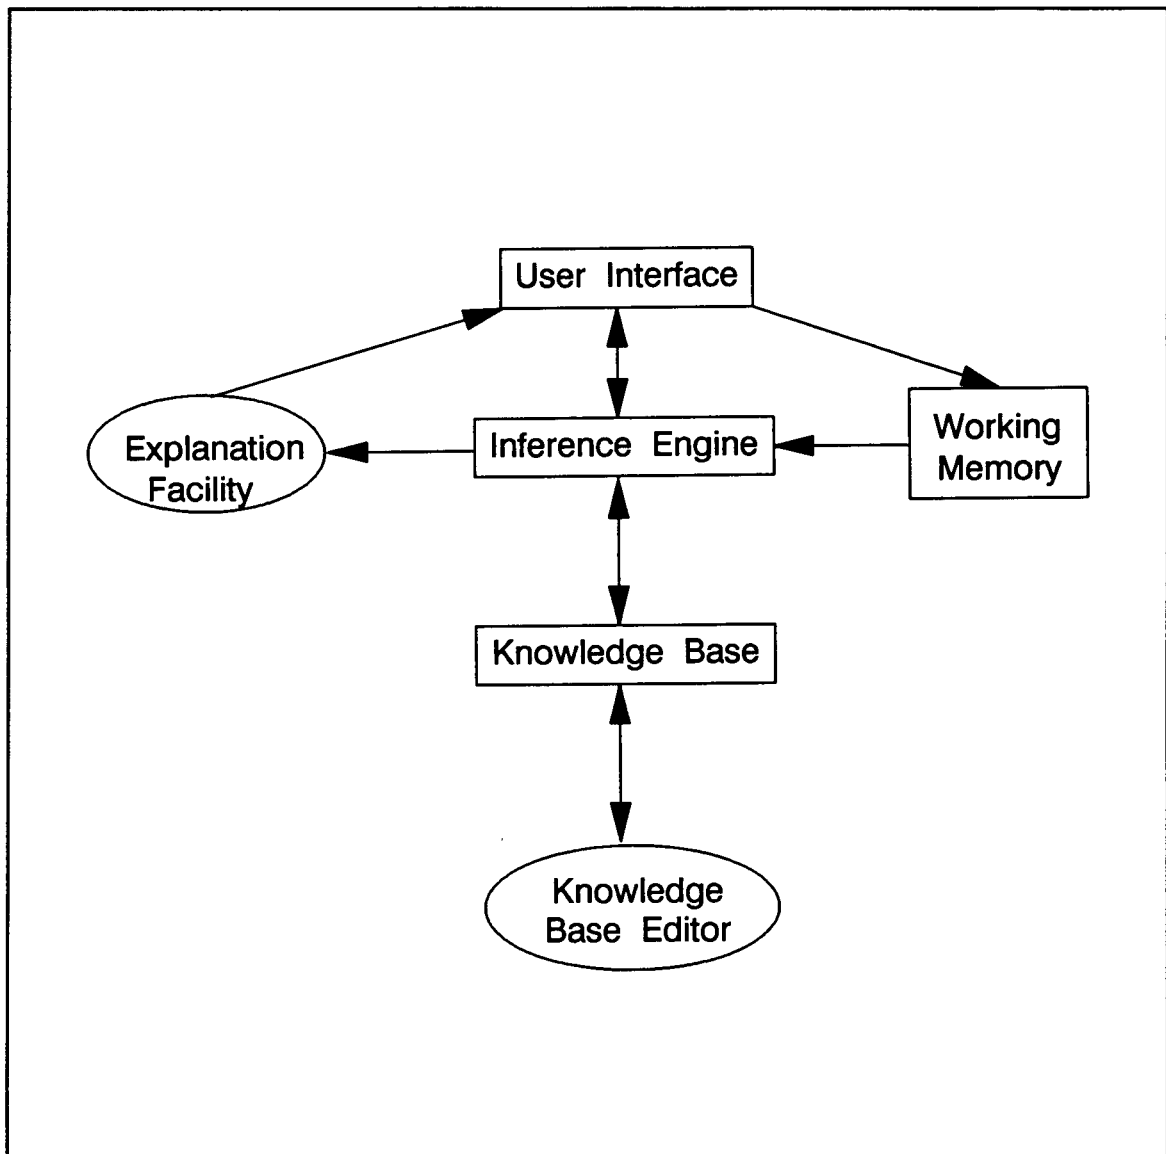 User Interface
Explanation
Facility
Inference Engine
Working
Memory
Knowledge Base
Knowledge
Base Editor